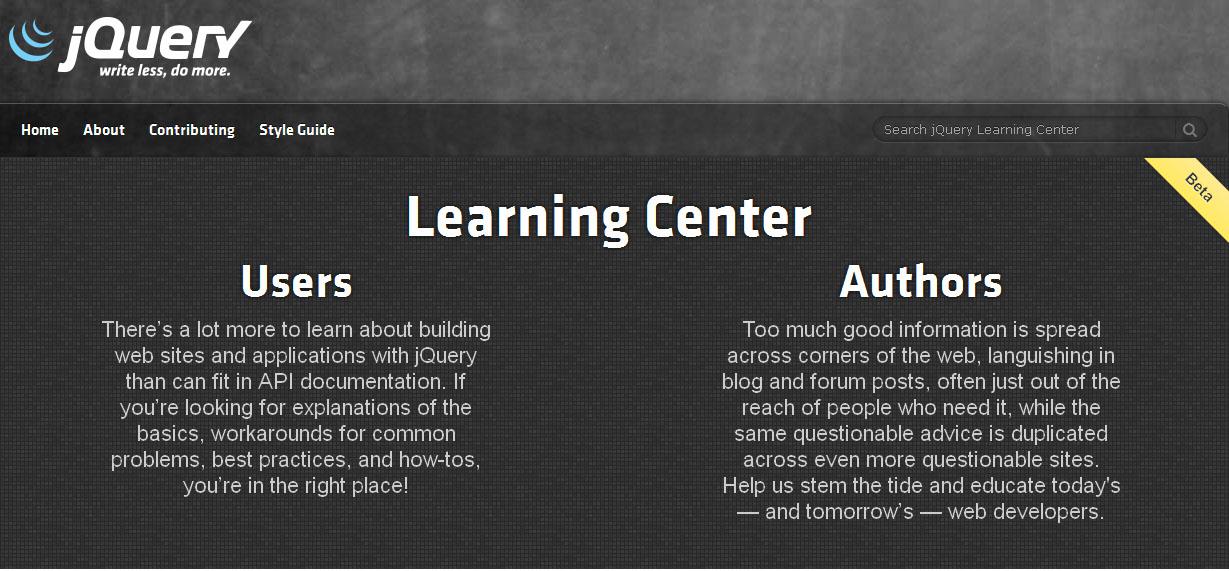 jQuery
write less, do more.
Home About Contributing Style Guide
Search jQuery Learning Center
Beta
Learning Center
Users
There’s a lot more to learn about building
web sites and applications with jQuery
than can fit in API documentation. If
you’re looking for explanations of the
basics, workarounds for common
problems, best practices, and how-tos,
you’re in the right place!
Authors
Too much good information is spread
across corners of the web, languishing in
blog and forum posts, often just out of the
reach of people who need it, while the
same questionable advice is duplicated
across even more questionable sites.
Help us stem the tide and educate today's
— and tomorrow’s — web developers.